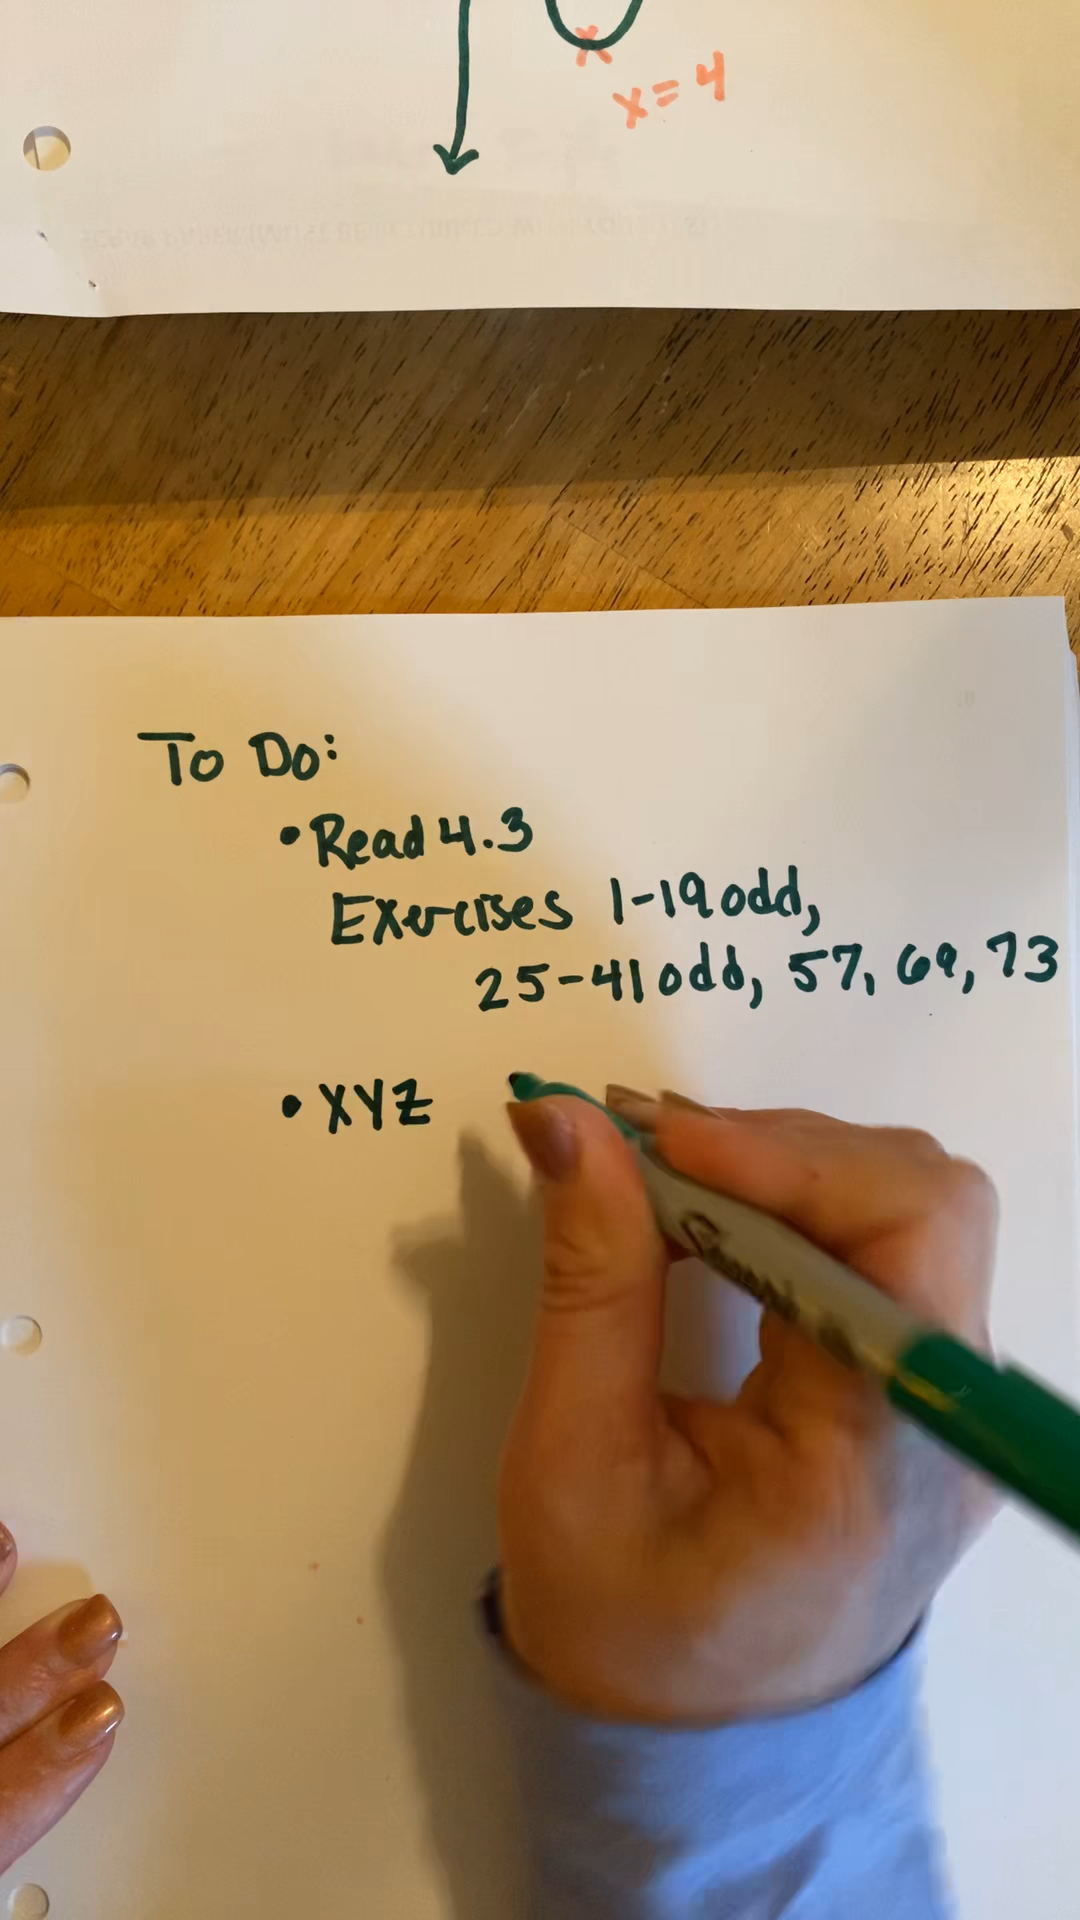 x=4
To Do:
•Read 4.3
Exercises 1-19 odd,
25-41 odd, 57, 69, 73
•XYZ